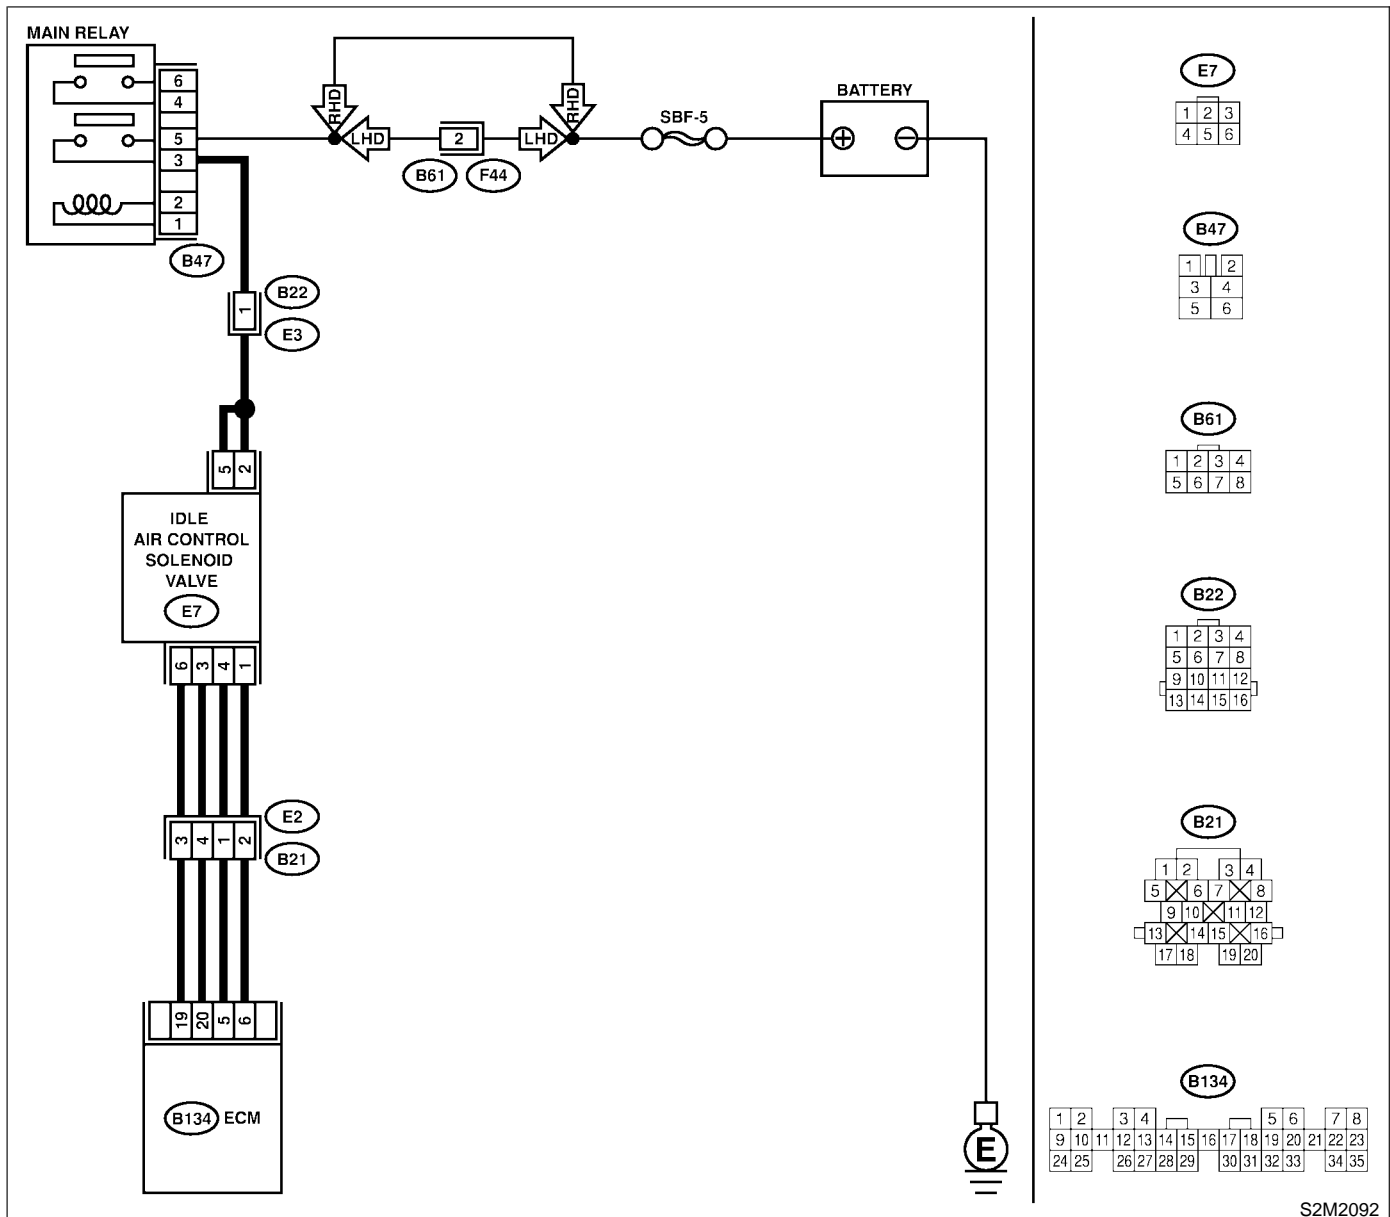 MAIN RELAY
6
4
5
3
2
1
B47
RHD
LHD
2
LHD
RHD
B61
F44
SBF-5
BATTERY
B22
1
E3
5 2
IDLE
AIR CONTROL
SOLENOID
VALVE
E7
6 3 4 1
E2
3 4 1 2
B21
19 20 5 6
B134 ECM
E
E7
1 2 3
4 5 6
B47
1 2
3 4
5 6
B61
1 2 3 4
5 6 7 8
B22
1 2 3 4
5 6 7 8
9 10 11 12
13 14 15 16
B21
1 2 3 4
5 6 7 8
9 10 11 12
13 14 15 16
17 18 19 20
B134
1 2 3 4 5 6 7 8
9 10 11 12 13 14 15 16 17 18 19 20 21 22 23
24 25 26 27 28 29 30 31 32 33 34 35
S2M2092